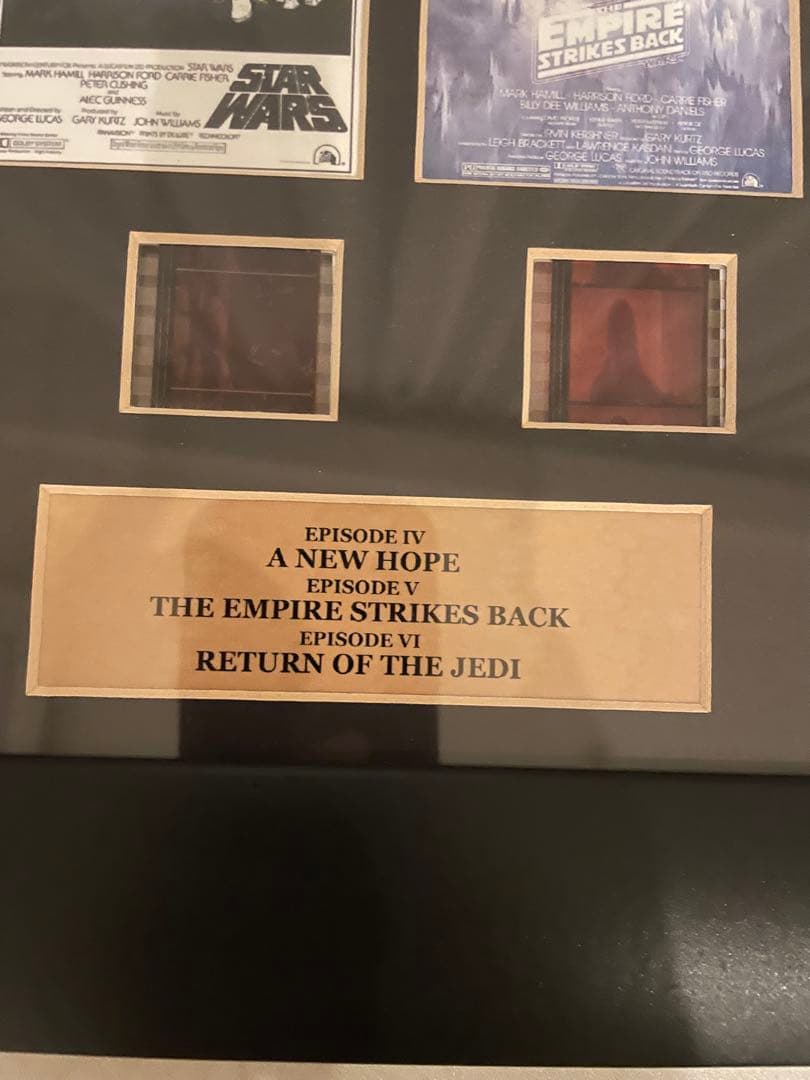 STAR WARS
MARK HAMILL HARRISON FORD CARRIE FISHER
PETER CUSHING
and
ALEC GUINNESS
GEORGE LUCAS GARY KURTZ JOHN WILLIAMS
STAR
WARS
THE
EMPIRE
STRIKES BACK
MARK HAMILL · HARRISON FORD · CARRIE FISHER
BILLY DEE WILLIAMS · ANTHONY DANIELS
IRVIN KERSHNER GARY KURTZ
LEIGH BRACKETT LAWRENCE KASDAN GEORGE LUCAS
GEORGE LUCAS JOHN WILLIAMS
EPISODE IV
A NEW HOPE
EPISODE V
THE EMPIRE STRIKES BACK
EPISODE VI
RETURN OF THE JEDI